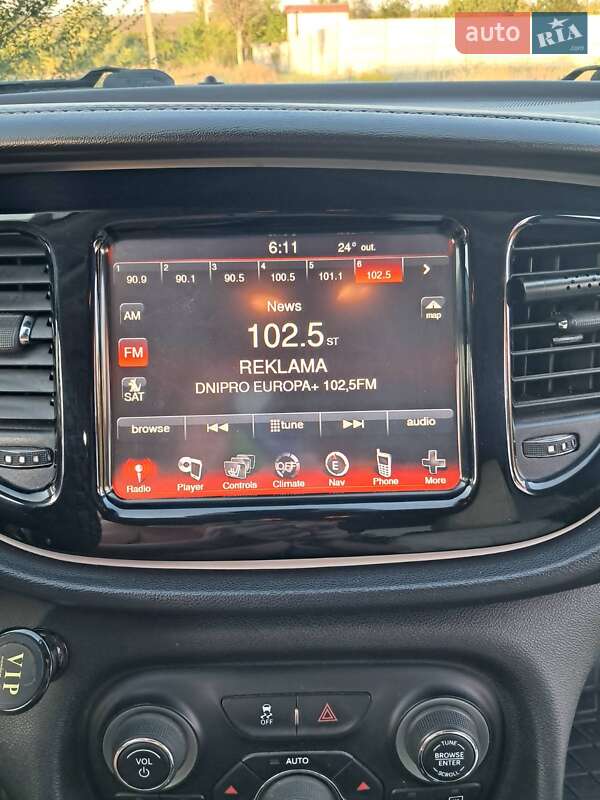 auto RIA .com
6:11 24° out.
1 90.9 2 90.1 3 90.5 4 100.5 5 101.1 6 102.5
AM News map
102.5 ST
FM REKLAMA
SAT DNIPRO EUROPA+ 102,5FM
browse tune audio
Radio Player Controls OFF Climate E Nav Phone More
VIP
OFF
VOL AUTO TUNE
BROWSE
ENTER
SCROLL